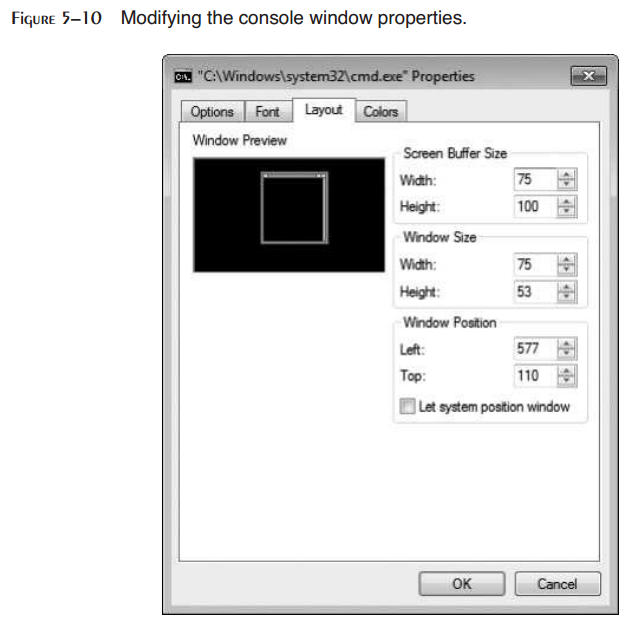 FIGURE 5–10 Modifying the console window properties.
C:\. "C:\Windows\system32\cmd.exe" Properties
Options Font Layout Colors
Window Preview
Screen Buffer Size
Width: 75
Height: 100
Window Size
Width: 75
Height: 53
Window Position
Left: 577
Top: 110
Let system position window
OK Cancel